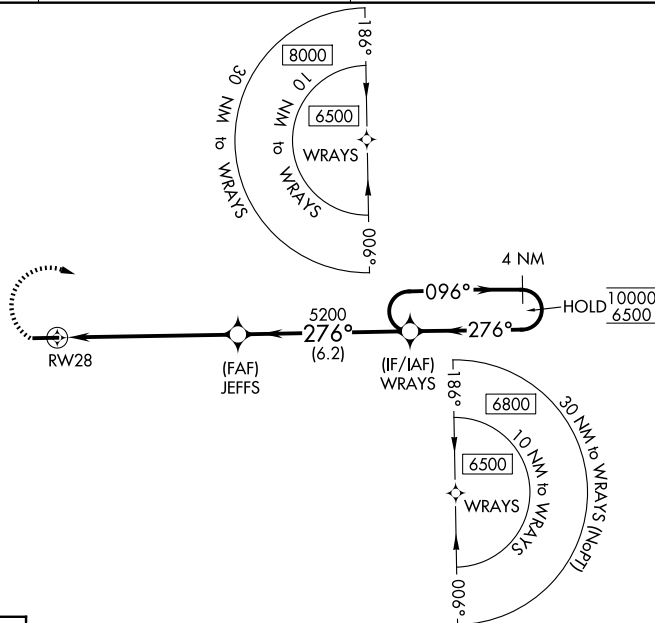 186°
8000
30 NM to WRAYS
10 NM to WRAYS
6500
WRAYS
006°
4 NM
096°
HOLD
10000
6500
5200
276°
(6.2)
276°
RW28
(FAF)
JEFFS
(IF/IAF)
WRAYS
186°
6800
30 NM to WRAYS (NoPT)
10 NM to WRAYS
6500
WRAYS
006°